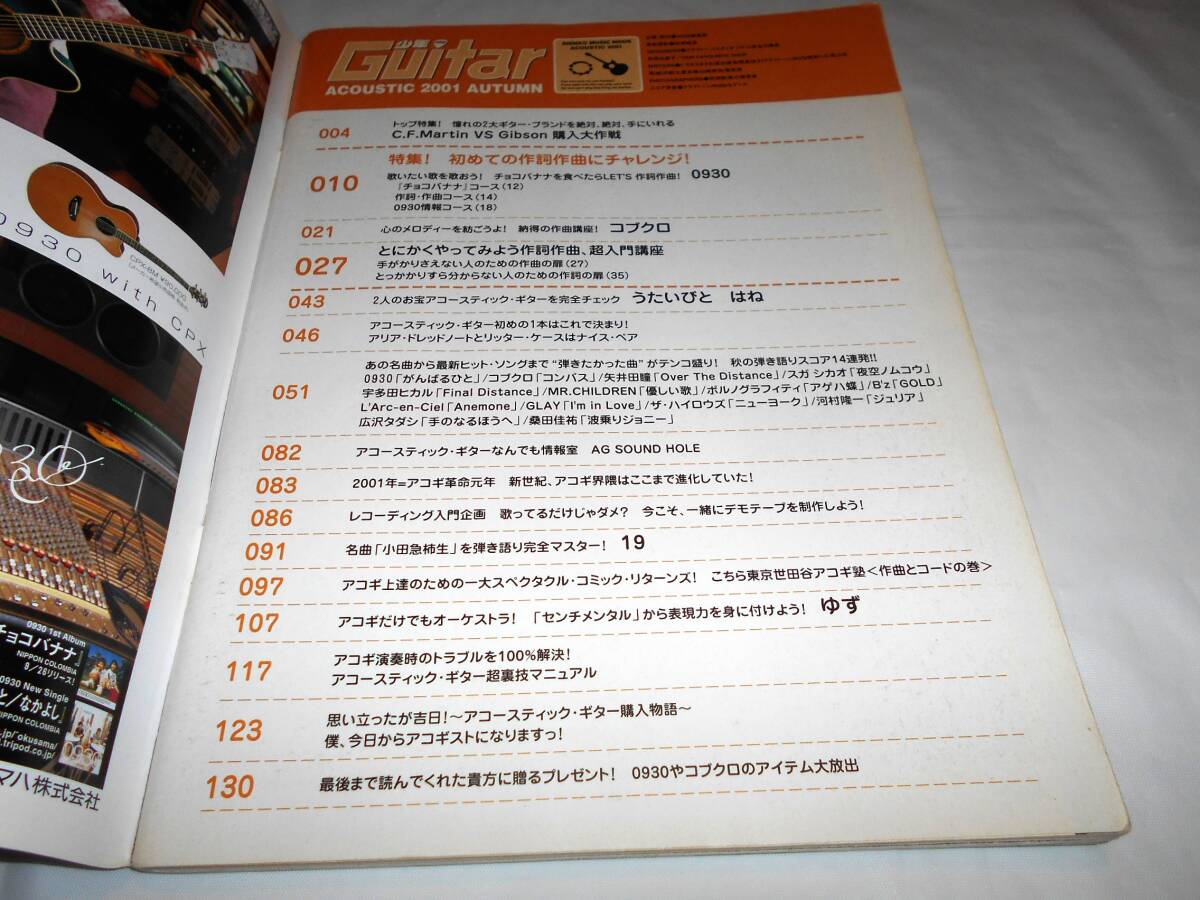 少年
Guitar
ACOUSTIC 2001 AUTUMN
SHINKO MUSIC MOOK
ACOUSTIC 2001
004
トップ特集! 憧れの2大ギター・ブランドを絶対、絶対、手にいれる
C.F.Martin VS Gibson 購入大作戦
特集! 初めての作詞作曲にチャレンジ!
010
歌いたい歌を歌おう! チョコバナナを食べたらLET'S 作詞作曲! 0930
『チョコバナナ』コース(12)
作詞・作曲コース(14)
0930情報コース(18)
021
心のメロディーを紡ごうよ! 納得の作曲講座! コブクロ
027
とにかくやってみよう作詞作曲、超入門講座
手がかりさえない人のための作曲の扉(27)
とっかかりすら分からない人のための作詞の扉(35)
043
2人のお宝アコースティック・ギターを完全チェック うたいびと はね
046
アコースティック・ギター初めの1本はこれで決まり!
アリア・ドレッドノートとリッター・ケースはナイス・ペア
051
あの名曲から最新ヒット・ソングまで“弾きたかった曲”がテンコ盛り! 秋の弾き語りスコア14連発!!
0930「がんばるひと」/コブクロ「コンパス」/矢井田瞳「Over The Distance」/スガ シカオ「夜空ノムコウ」
宇多田ヒカル「Final Distance」/MR.CHILDREN「優しい歌」/ポルノグラフィティ「アゲハ蝶」/B'z「GOLD」
L'Arc-en-Ciel「Anemone」/GLAY「I'm in Love」/ザ・ハイロウズ「ニューヨーク」/河村隆一「ジュリア」
広沢タダシ「手のなるほうへ」/桑田佳祐「波乗りジョニー」
082
アコースティック・ギターなんでも情報室 AG SOUND HOLE
083
2001年=アコギ革命元年 新世紀、アコギ界隈はここまで進化していた!
086
レコーディング入門企画 歌ってるだけじゃダメ? 今こそ、一緒にデモテープを制作しよう!
091
名曲「小田急柿生」を弾き語り完全マスター! 19
097
アコギ上達のための一大スペクタクル・コミック・リターンズ! こちら東京世田谷アコギ塾<作曲とコードの巻>
107
アコギだけでもオーケストラ! 「センチメンタル」から表現力を身に付けよう! ゆず
117
アコギ演奏時のトラブルを100%解決!
アコースティック・ギター超裏技マニュアル
123
思い立ったが吉日!〜アコースティック・ギター購入物語〜
僕、今日からアコギストになりますっ!
130
最後まで読んでくれた貴方に贈るプレゼント! 0930やコブクロのアイテム大放出
0930 with CPX
CPX-8M ¥90,000
0930 1st Album
チョコバナナ』
NIPPON COLOMBIA
9/26リリース!
0930 New Single
と/なかよし』
NIPPON COLOMBIA
.jp/~okusama/
.tripod.co.jp/
マハ株式会社